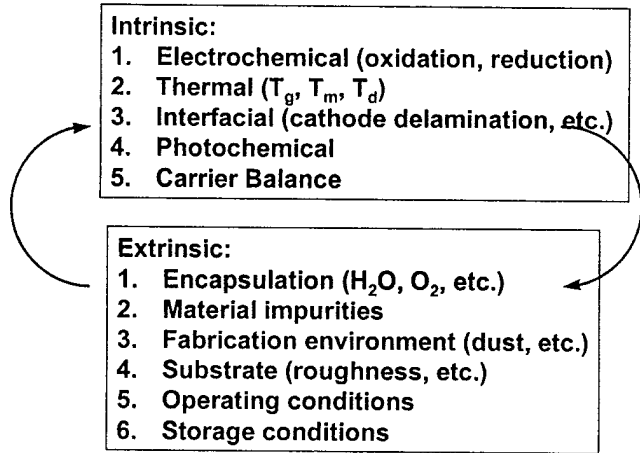 Intrinsic:
1. Electrochemical (oxidation, reduction)
2. Thermal (Tg, Tm, Td)
3. Interfacial (cathode delamination, etc.)
4. Photochemical
5. Carrier Balance
Extrinsic:
1. Encapsulation (H₂O, O₂, etc.)
2. Material impurities
3. Fabrication environment (dust, etc.)
4. Substrate (roughness, etc.)
5. Operating conditions
6. Storage conditions